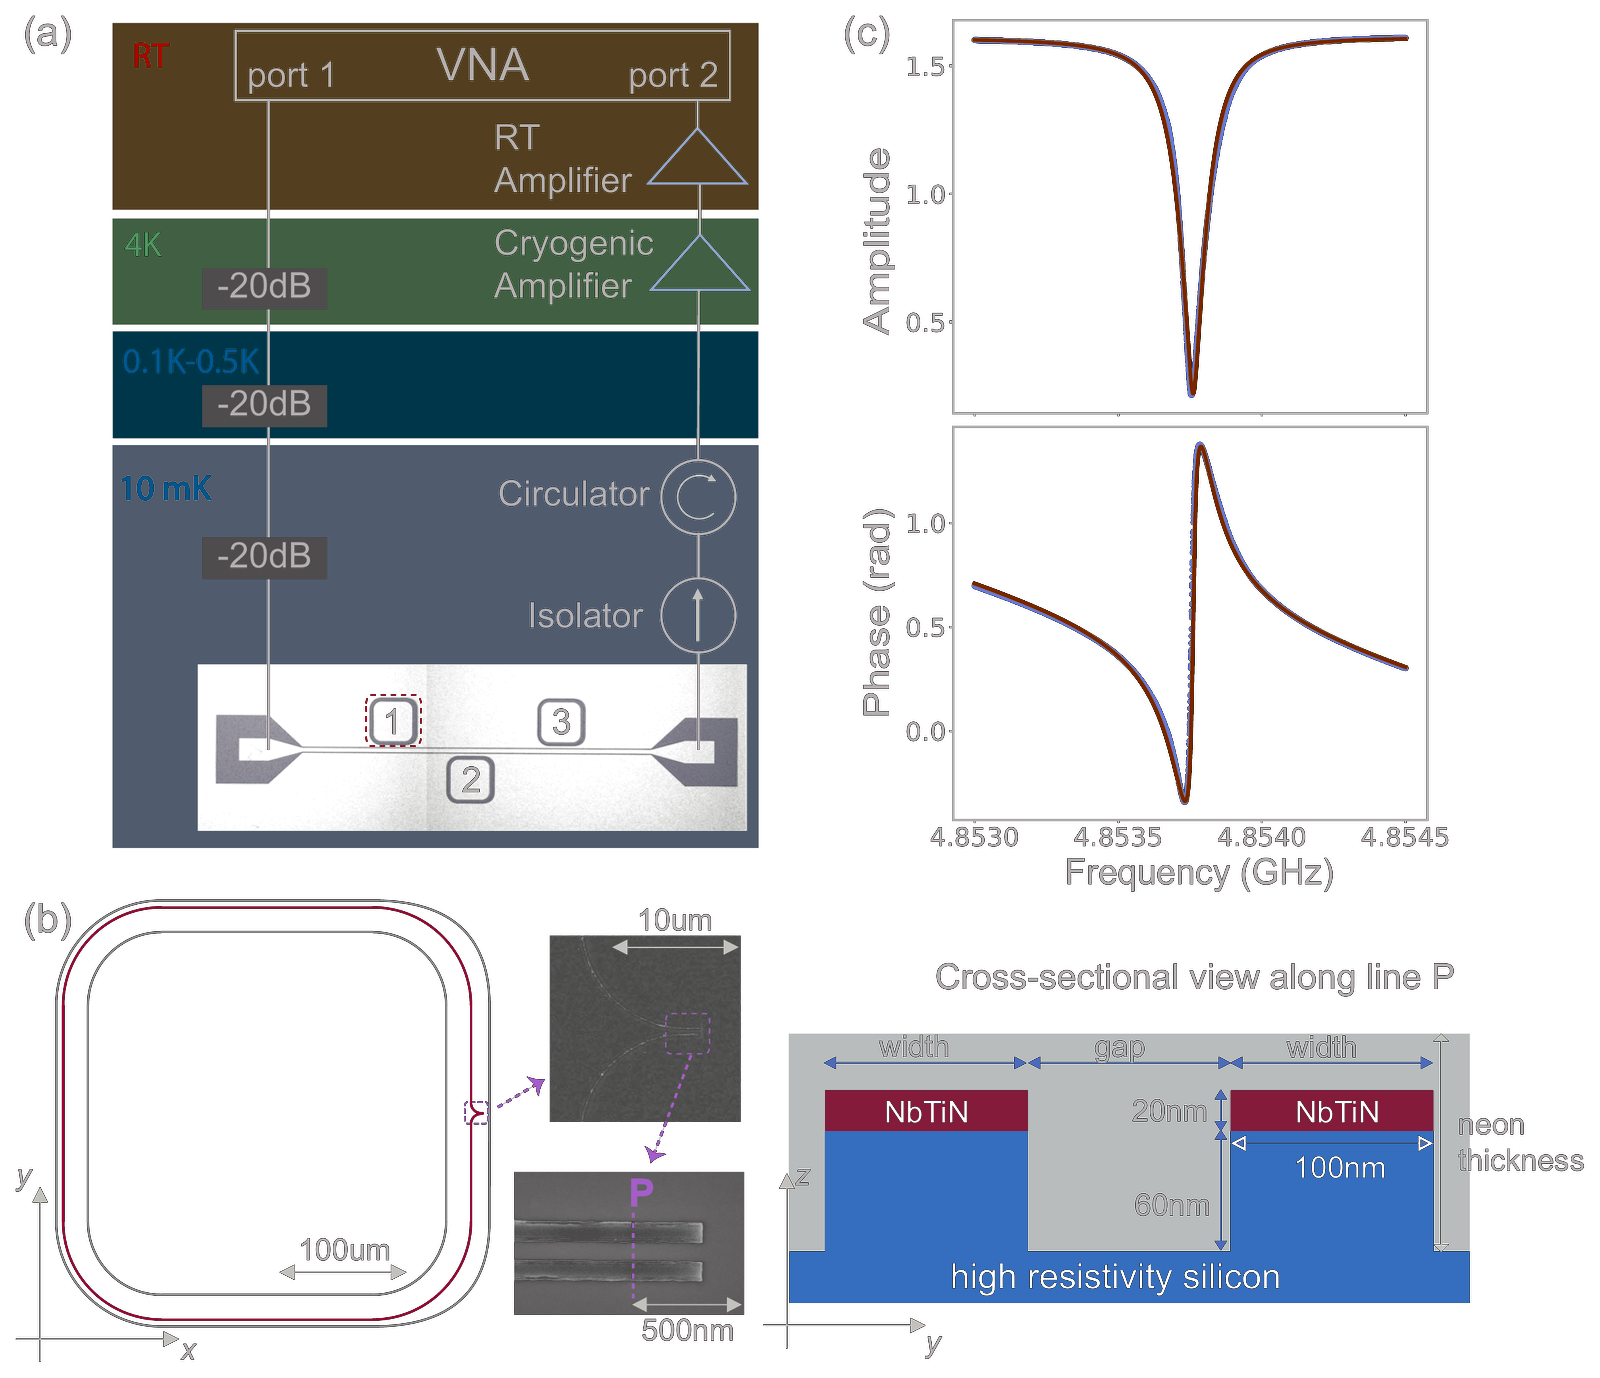 (a)
RT
VNA
port 1
port 2
RT
Amplifier
4K
Cryogenic
Amplifier
-20dB
0.1K-0.5K
-20dB
10 mK
Circulator
-20dB
Isolator
1
3
2
(c)
Amplitude
1.5
1.0
0.5
Phase (rad)
1.0
0.5
0.0
4.8530
4.8535
4.8540
4.8545
Frequency (GHz)
(b)
100um
y
x
10um
P
500nm
Cross-sectional view along line P
width
gap
width
NbTiN
20nm
NbTiN
neon
thickness
100nm
60nm
high resistivity silicon
z
y